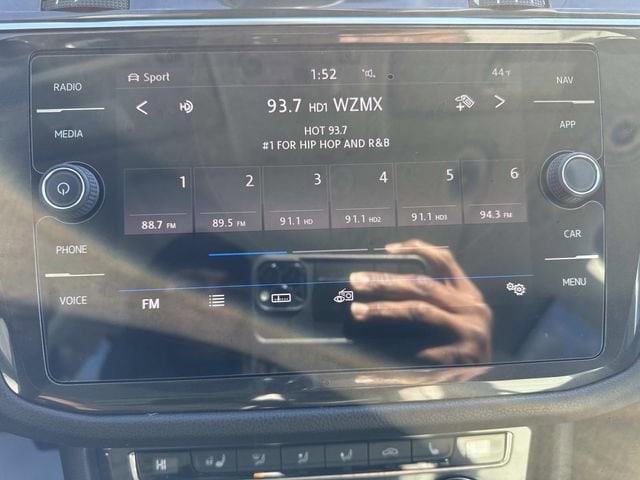 RADIO
Sport 1:52 44°F
NAV
93.7 HD1 WZMX
MEDIA
APP
HOT 93.7
#1 FOR HIP HOP AND R&B
1 2 3 4 5 6
88.7 FM 89.5 FM 91.1 HD 91.1 HD2 91.1 HD3 94.3 FM
PHONE
CAR
VOICE
FM
MENU
HI